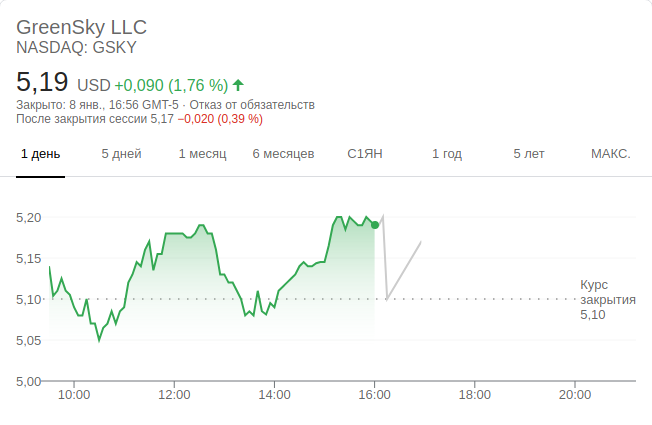 GreenSky LLC
NASDAQ: GSKY
5,19 USD +0,090 (1,76 %)
Закрыто: 8 янв., 16:56 GMT-5 · Отказ от обязательств
После закрытия сессии 5,17 −0,020 (0,39 %)
1 день 5 дней 1 месяц 6 месяцев С1ЯН 1 год 5 лет МАКС.
5,20
5,15
5,10
5,05
5,00
Курс
закрытия
5,10
10:00 12:00 14:00 16:00 18:00 20:00